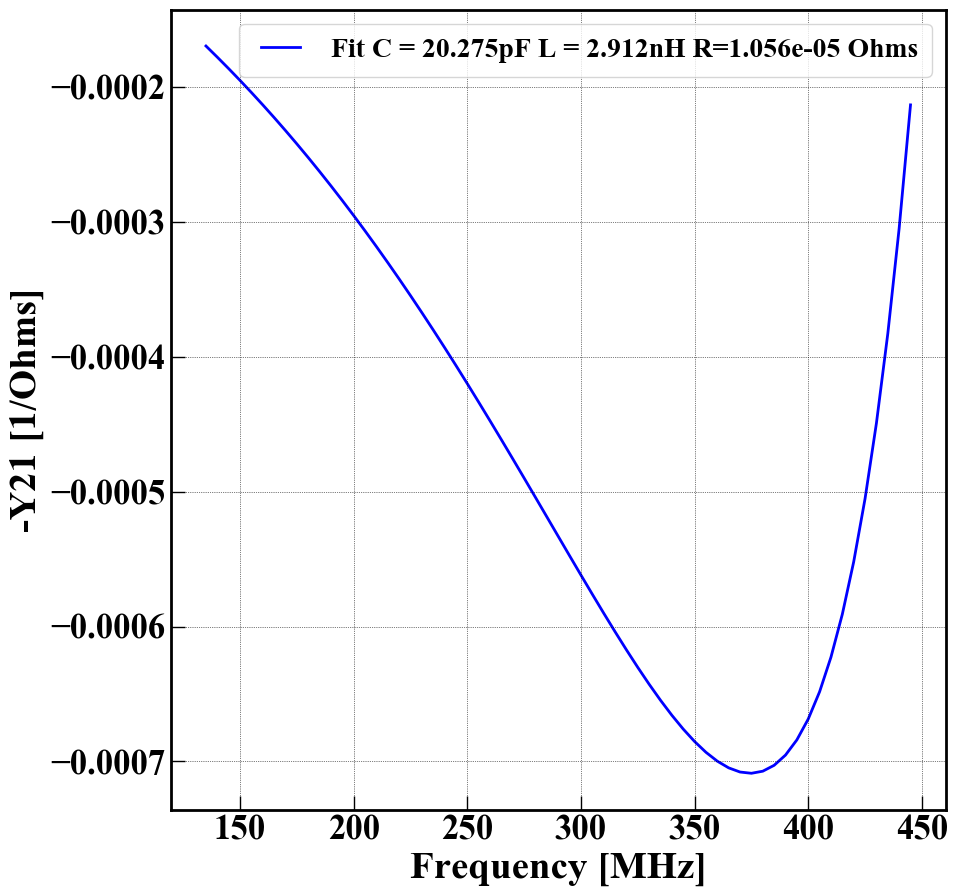 Fit C = 20.275pF L = 2.912nH R=1.056e-05 Ohms
−0.0002
−0.0003
−0.0004
−0.0005
−0.0006
−0.0007
-Y21 [1/Ohms]
150 200 250 300 350 400 450
Frequency [MHz]